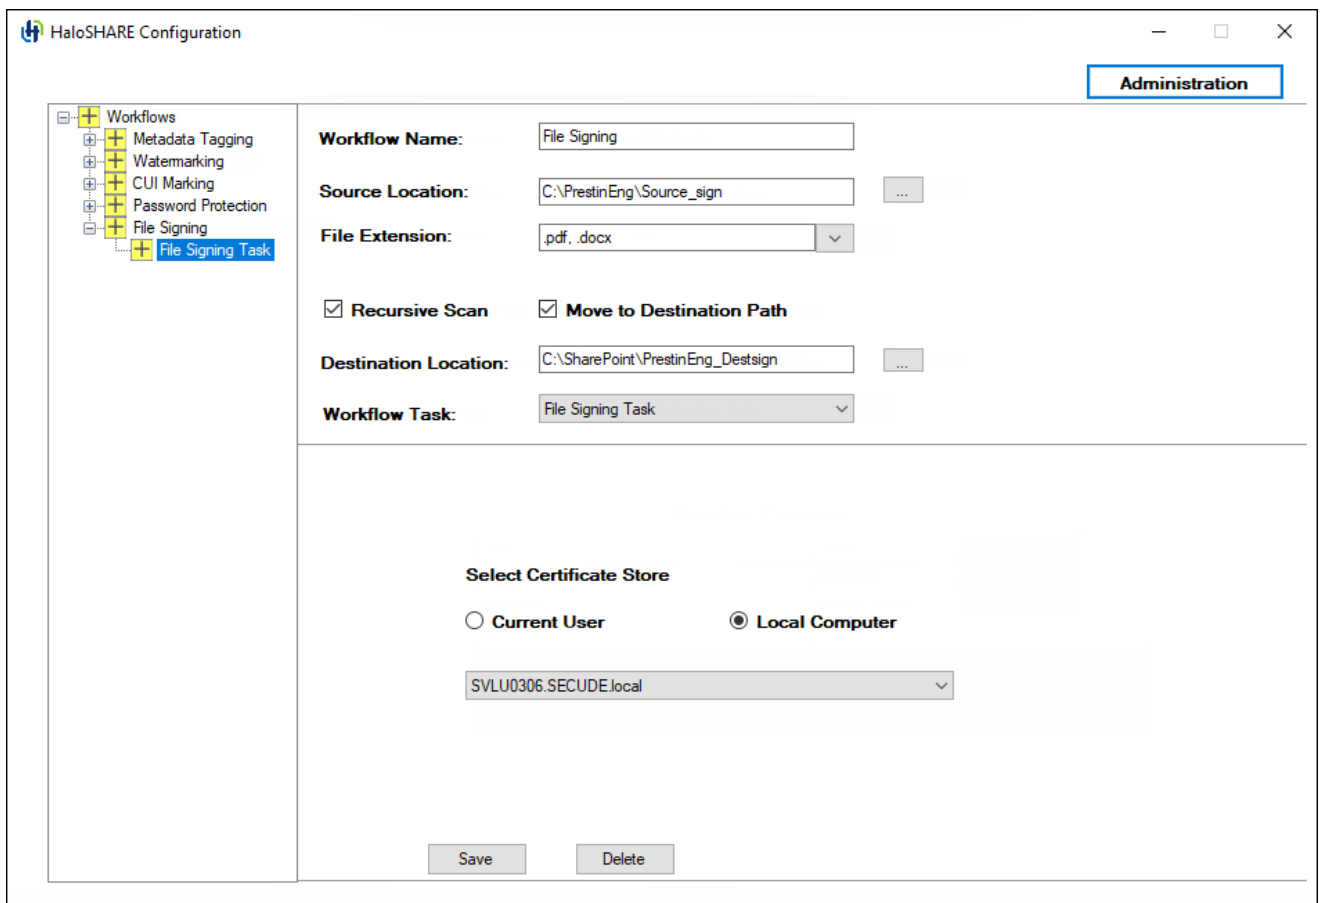 HaloSHARE Configuration
Administration
Workflows
Metadata Tagging
Watermarking
CUI Marking
Password Protection
File Signing
File Signing Task
Workflow Name:
File Signing
Source Location:
C:\PrestinEng\Source_sign
...
File Extension:
.pdf, .docx
Recursive Scan
Move to Destination Path
Destination Location:
C:\SharePoint\PrestinEng_Destsign
...
Workflow Task:
File Signing Task
Select Certificate Store
Current User
Local Computer
SVLU0306.SECUDE.local
Save
Delete